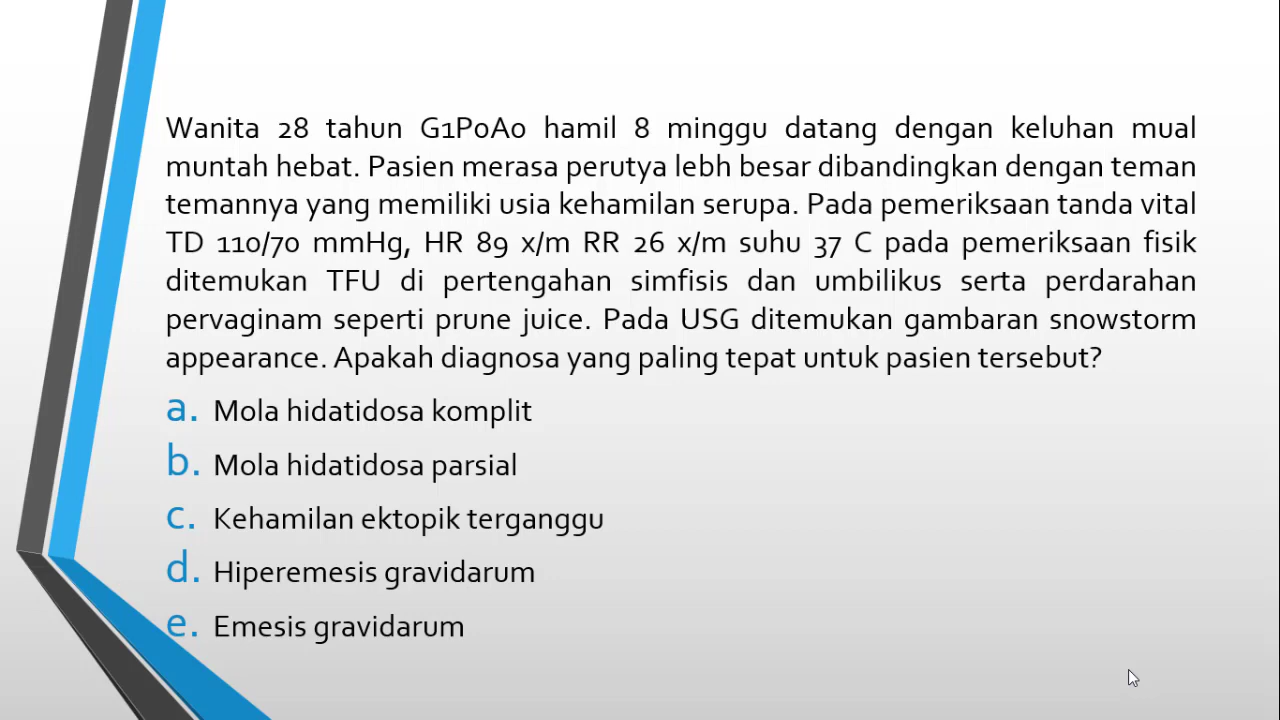 Wanita 28 tahun G1P0A0 hamil 8 minggu datang dengan keluhan mual
muntah hebat. Pasien merasa perutya lebh besar dibandingkan dengan teman
temannya yang memiliki usia kehamilan serupa. Pada pemeriksaan tanda vital
TD 110/70 mmHg, HR 89 x/m RR 26 x/m suhu 37 C pada pemeriksaan fisik
ditemukan TFU di pertengahan simfisis dan umbilikus serta perdarahan
pervaginam seperti prune juice. Pada USG ditemukan gambaran snowstorm
appearance. Apakah diagnosa yang paling tepat untuk pasien tersebut?
a. Mola hidatidosa komplit
b. Mola hidatidosa parsial
c. Kehamilan ektopik terganggu
d. Hiperemesis gravidarum
e. Emesis gravidarum